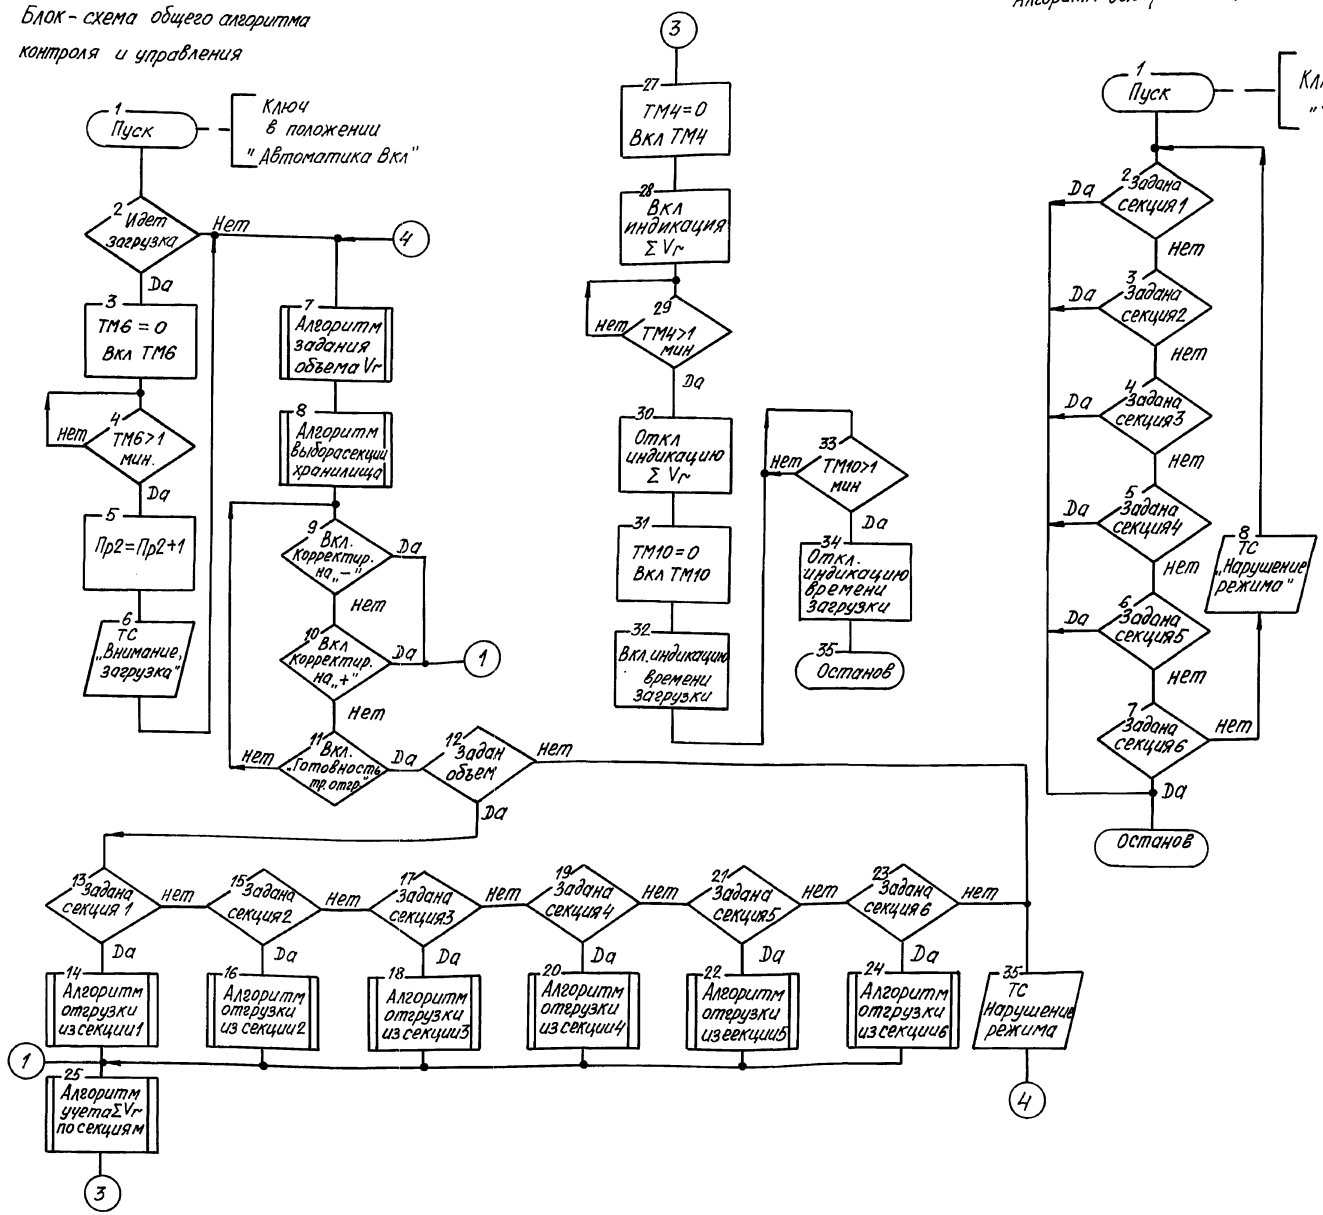 Блок-схема общего алгоритма
контроля и управления
1
Пуск
Ключ
в положении
"Автоматика Вкл"
2 Идет
загрузка
Нет
Да
3
ТМ6 = 0
Вкл ТМ6
4
ТМ6>1
мин.
нет
Да
5
Пр2=Пр2+1
6
ТС
„Внимание,
загрузка"
4
7
Алгоритм
задания
объема Vг
8
Алгоритм
выборасекции
хранилища
9
Вкл.
корректир.
на „–"
Да
нет
10
Вкл
корректир.
на „+"
Да
1
нет
11
Вкл.
„Готовность
тр. отгр."
нет
Да
12
Задан
объем
нет
Да
13
Задана
секция 1
нет
Да
14
Алгоритм
отгрузки
из секции1
15
Задана
секция2
нет
Да
16
Алгоритм
отгрузки
из секции2
17
Задана
секция3
нет
Да
18
Алгоритм
отгрузки
из секции3
19
Задана
секция4
нет
Да
20
Алгоритм
отгрузки
из секции4
21
Задана
секция5
нет
Да
22
Алгоритм
отгрузки
из секции5
23
Задана
секция 6
нет
Да
24
Алгоритм
отгрузки
из секции6
35
ТС
Нарушение
режима
4
1
25
Алгоритм
учета ΣVг
по секциям
3
3
27
ТМ4=0
Вкл ТМ4
28
Вкл
индикация
Σ Vг
29
ТМ4>1
мин
нет
Да
30
Откл
индикацию
Σ Vг
31
ТМ10=0
Вкл ТМ10
32
Вкл. индикацию
времени
загрузки
33
ТМ10>1
мин
нет
Да
34
Откл.
индикацию
времени
загрузки
35
Останов
1
Пуск
2
Задана
секция1
Да
нет
3
Задана
секция2
Да
нет
4
Задана
секция3
Да
нет
5
Задана
секция4
Да
нет
6
Задана
секция5
Да
нет
7
Задана
секция6
нет
Да
8
ТС
„Нарушение
режима"
Останов